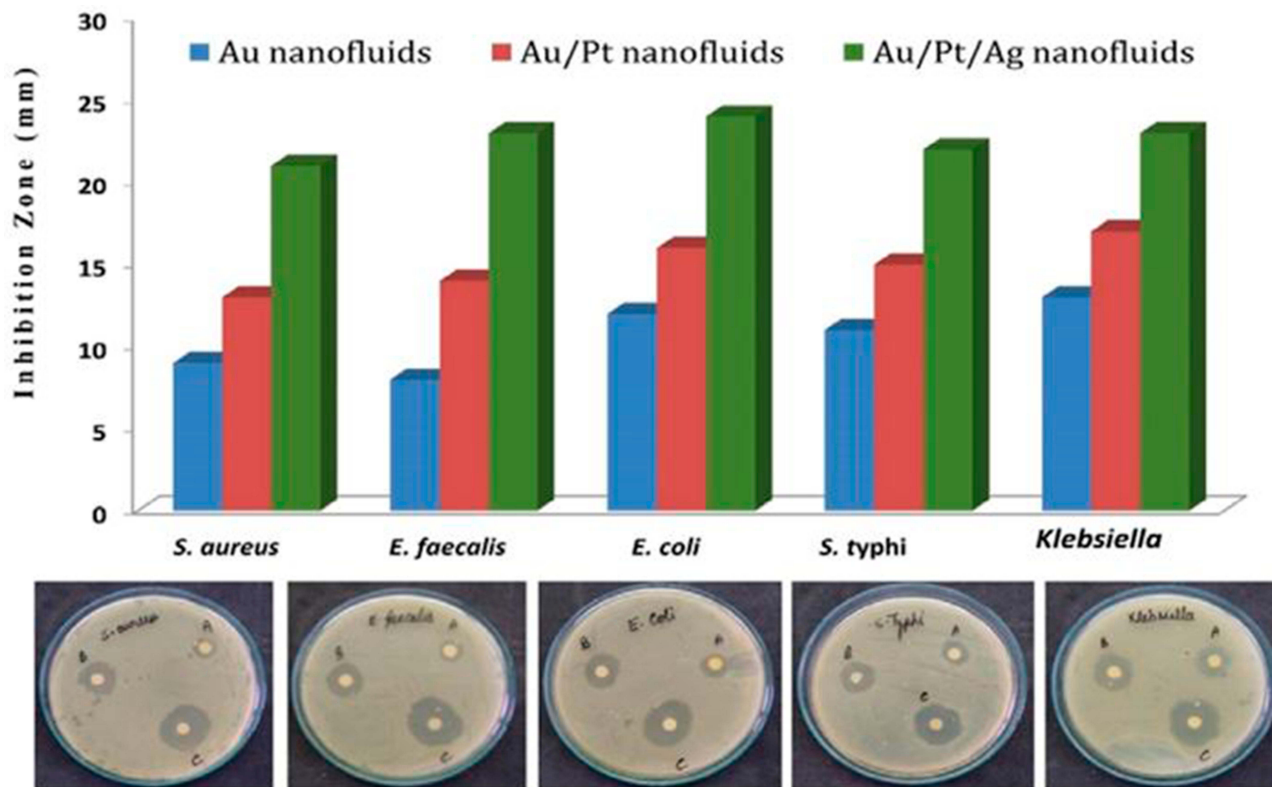 30
Au nanofluids Au/Pt nanofluids Au/Pt/Ag nanofluids
25
20
15
10
5
0
Inhibition Zone (mm)
S. aureus E. faecalis E. coli S. typhi Klebsiella
S. aureus
A
B
C
E. faecalis
A
B
C
E. Coli
B
A
C
S. Typhi
A
B
C
Klebsiella
B
A
C